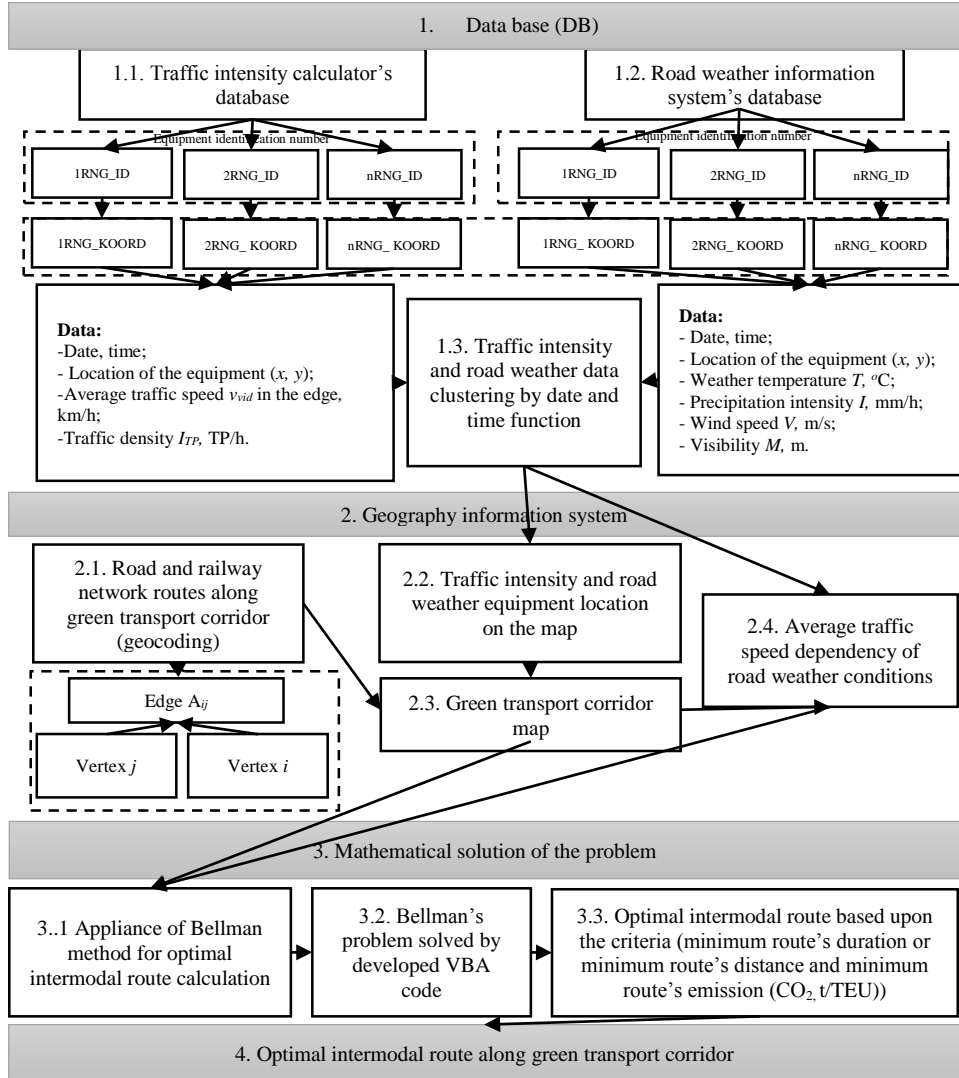 1. Data base (DB)
1.1. Traffic intensity calculator's
database
1.2. Road weather information
system's database
Equipment identification number
Equipment identification number
1RNG_ID
2RNG_ID
nRNG_ID
1RNG_ID
2RNG_ID
nRNG_ID
1RNG_KOORD
2RNG_ KOORD
nRNG_ KOORD
1RNG_ KOORD
2RNG_ KOORD
nRNG_ KOORD
Data:
-Date, time;
- Location of the equipment (x, y);
-Average traffic speed vvid in the edge,
km/h;
-Traffic density ITP, TP/h.
1.3. Traffic intensity
and road weather data
clustering by date and
time function
Data:
- Date, time;
- Location of the equipment (x, y);
- Weather temperature T, °C;
- Precipitation intensity I, mm/h;
- Wind speed V, m/s;
- Visibility M, m.
2. Geography information system
2.1. Road and railway
network routes along
green transport corridor
(geocoding)
2.2. Traffic intensity and road
weather equipment location
on the map
2.4. Average traffic
speed dependency of
road weather conditions
Edge Aij
2.3. Green transport corridor
map
Vertex j
Vertex i
3. Mathematical solution of the problem
3..1 Appliance of Bellman
method for optimal
intermodal route calculation
3.2. Bellman's
problem solved by
developed VBA
code
3.3. Optimal intermodal route based upon
the criteria (minimum route's duration or
minimum route's distance and minimum
route's emission (CO2, t/TEU))
4. Optimal intermodal route along green transport corridor